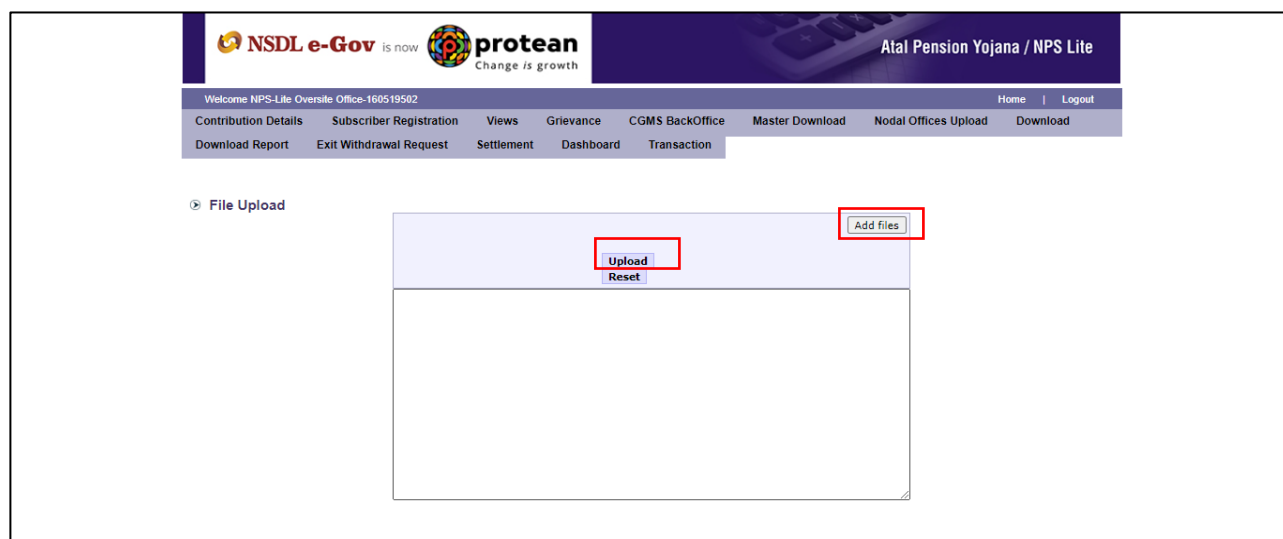 NSDL e-Gov is now protean
Change is growth
Atal Pension Yojana / NPS Lite
Welcome NPS-Lite Oversite Office-160519502 Home | Logout
Contribution Details Subscriber Registration Views Grievance CGMS BackOffice Master Download Nodal Offices Upload Download
Download Report Exit Withdrawal Request Settlement Dashboard Transaction
File Upload
Add files
Upload
Reset